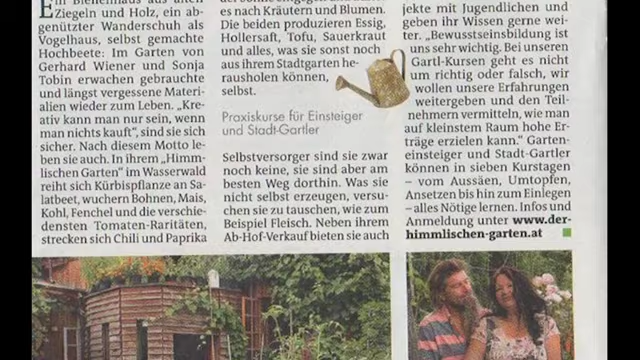 Ein Bienenhaus aus alten
Ziegeln und Holz, ein ab-
genützter Wanderschuh als
Vogelhaus, selbst gemachte
Hochbeete: Im Garten von
Gerhard Wiener und Sonja
Tobin erwachen gebrauchte
und längst vergessene Materi-
alien wieder zum Leben. „Kre-
ativ kann man nur sein, wenn
man nichts kauft“, sind sie sich
sicher. Nach diesem Motto le-
ben sie auch. In ihrem „Himm-
lischen Garten“ im Wasserwald
reiht sich Kürbispflanze an Sa-
latbeet, wuchern Bohnen, Mais,
Kohl, Fenchel und die verschie-
densten Tomaten-Raritäten,
strecken sich Chili und Paprika
es nach Kräutern und Blumen.
Die beiden produzieren Essig,
Hollersaft, Tofu, Sauerkraut
und alles, was sie sonst noch
aus ihrem Stadtgarten he-
rausholen können,
selbst.
Praxiskurse für Einsteiger
und Stadt-Gartler
Selbstversorger sind sie zwar
noch keine, sie sind aber am
besten Weg dorthin. Was sie
nicht selbst erzeugen, versu-
chen sie zu tauschen, wie zum
Beispiel Fleisch. Neben ihrem
Ab-Hof-Verkauf bieten sie auch
jekte mit Jugendlichen und
geben ihr Wissen gerne wei-
ter. „Bewusstseinsbildung ist
uns sehr wichtig. Bei unseren
Gartl-Kursen geht es nicht
um richtig oder falsch, wir
wollen unsere Erfahrungen
weitergeben und den Teil-
nehmern vermitteln, wie man
auf kleinstem Raum hohe Er-
träge erzielen kann.“ Garten-
einsteiger und Stadt-Gartler
können in sieben Kurstagen
– vom Aussäen, Umtopfen,
Ansetzen bis hin zum Einlegen
– alles Nötige lernen. Infos und
Anmeldung unter www.der-
himmlischen-garten.at